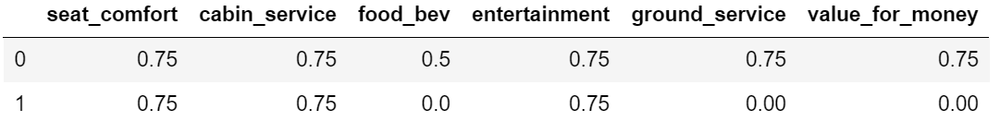 seat_comfort cabin_service food_bev entertainment ground_service value_for_money
0 0.75 0.75 0.5 0.75 0.75 0.75
1 0.75 0.75 0.0 0.75 0.00 0.00